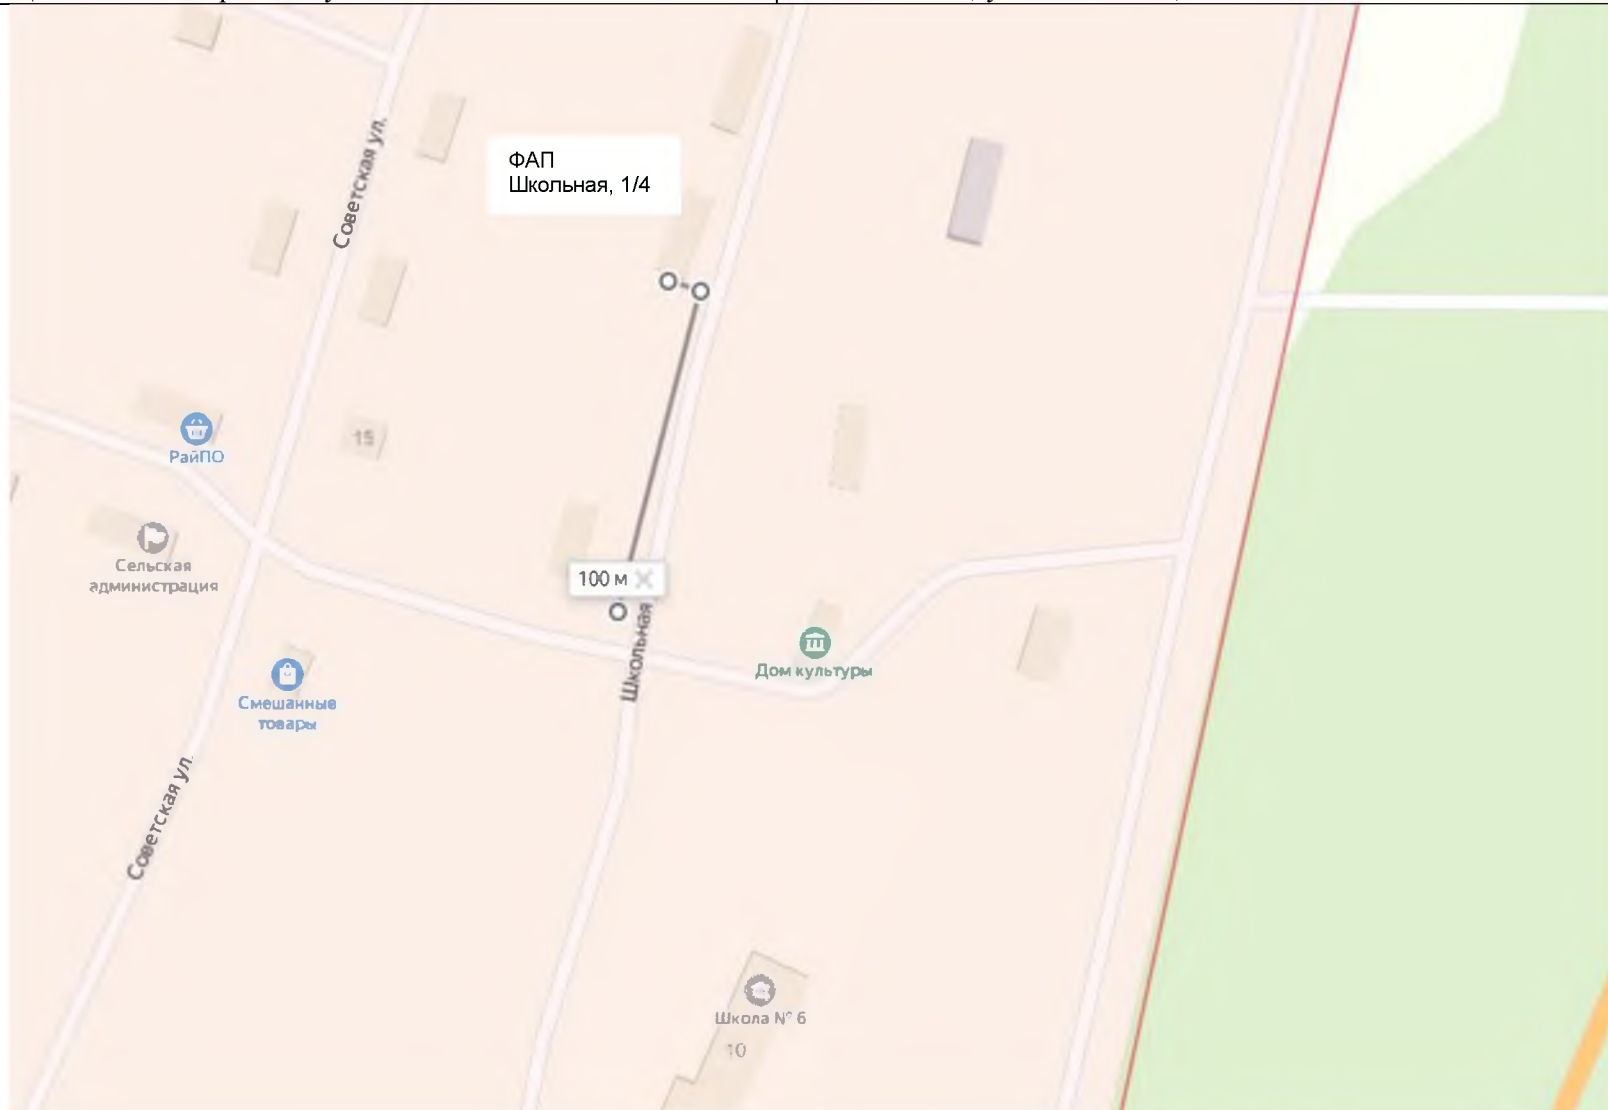 Советская ул.
ФАП
Школьная, 1/4
РайПО
15
Сельская
администрация
100 м
Школьная
Дом культуры
Смешанные
товары
Советская ул.
Школа № 6
10